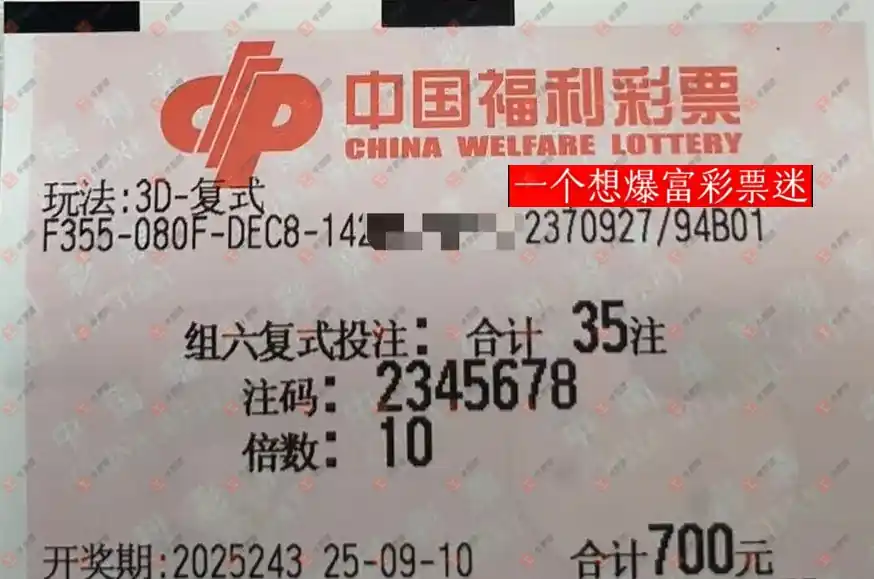 中国福利彩票
CHINA WELFARE LOTTERY
一个想爆富彩票迷
玩法:3D-复式
F355-080F-DEC8-142 2370927/94B01
组六复式投注: 合计 35注
注码: 2345678
倍数: 10
开奖期:2025243 25-09-10 合计700元